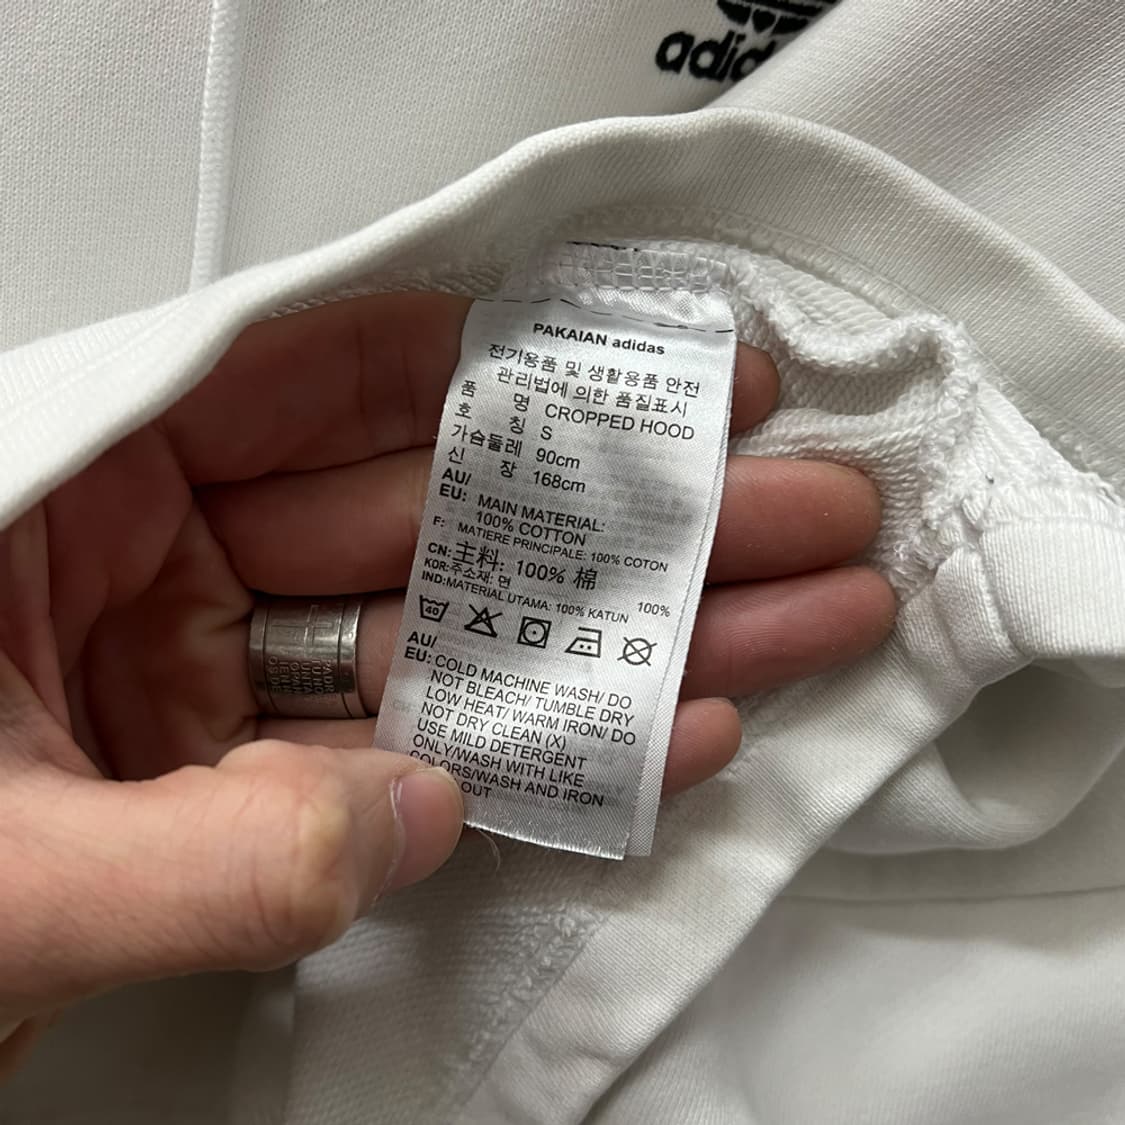 adid
PAKAIAN adidas
전기용품 및 생활용품 안전
관리법에 의한 품질표시
품 명 CROPPED HOOD
호 칭 S
가슴둘레 90cm
신 장 168cm
AU/
EU: MAIN MATERIAL:
100% COTTON
F: MATIERE PRINCIPALE: 100% COTON
CN: 主料: 100% 棉
KOR: 주소재: 면 100%
IND: MATERIAL UTAMA: 100% KATUN
40
AU/
EU: COLD MACHINE WASH/ DO
NOT BLEACH/ TUMBLE DRY
LOW HEAT/ WARM IRON/ DO
NOT DRY CLEAN (X)
USE MILD DETERGENT
ONLY/WASH WITH LIKE
COLORS/WASH AND IRON
OUT